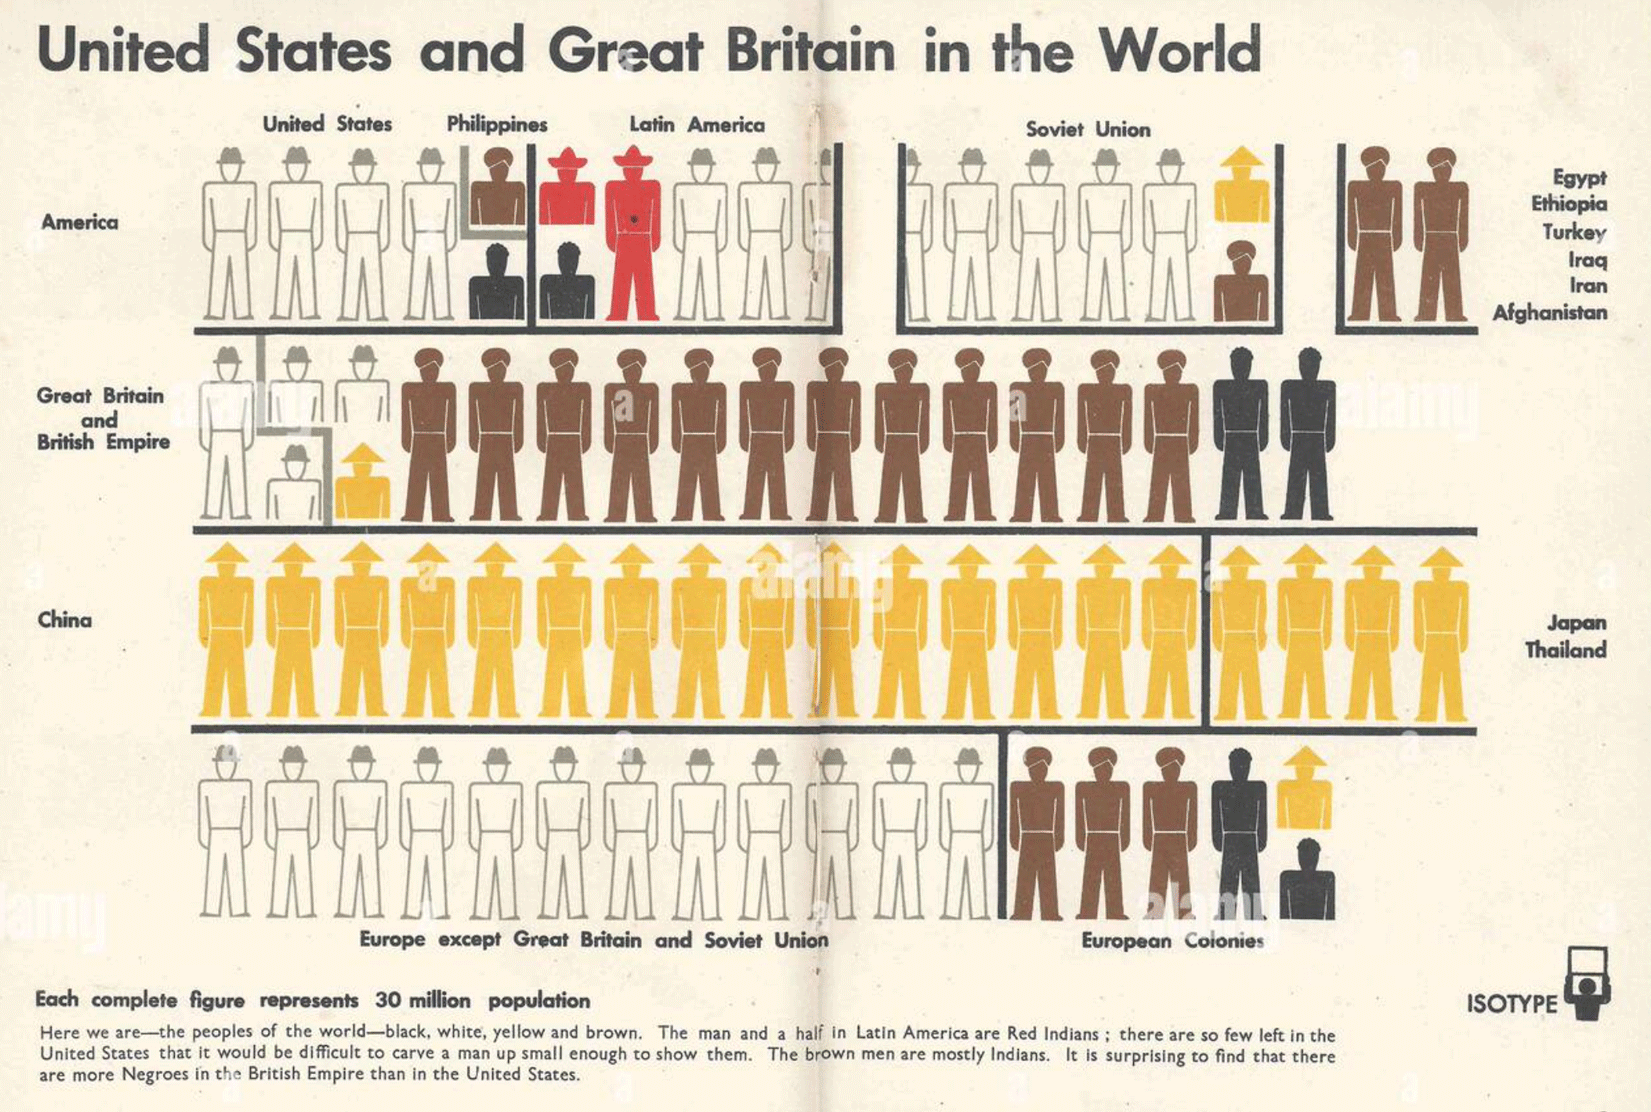 United States and Great Britain in the World
United States
Philippines
Latin America
Soviet Union
America
Egypt
Ethiopia
Turkey
Iraq
Iran
Afghanistan
Great Britain
and
British Empire
China
Japan
Thailand
Europe except Great Britain and Soviet Union
European Colonies
Each complete figure represents 30 million population
ISOTYPE
Here we are—the peoples of the world—black, white, yellow and brown. The man and a half in Latin America are Red Indians ; there are so few left in the
United States that it would be difficult to carve a man up small enough to show them. The brown men are mostly Indians. It is surprising to find that there
are more Negroes in the British Empire than in the United States.
alamy
alamy
alamy
alamy
alamy
a
a
a
a
a
a
a
a
a
a